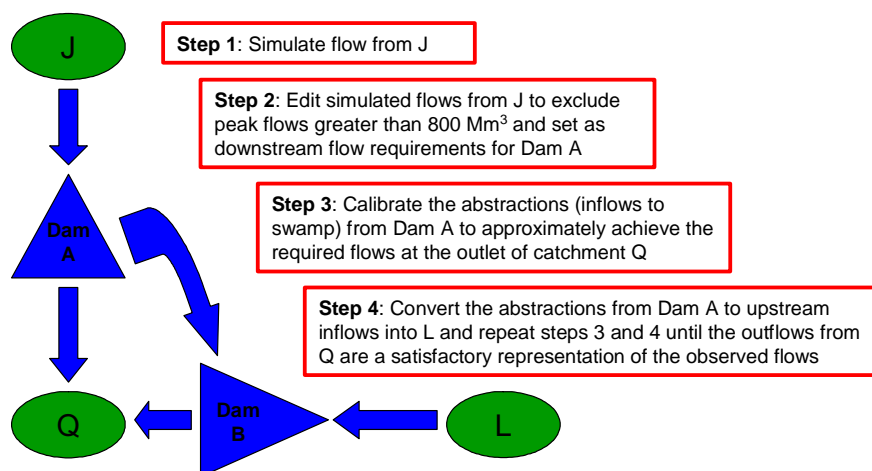 J
Step 1: Simulate flow from J
Step 2: Edit simulated flows from J to exclude
peak flows greater than 800 Mm³ and set as
downstream flow requirements for Dam A
Dam
A
Step 3: Calibrate the abstractions (inflows to
swamp) from Dam A to approximately achieve the
required flows at the outlet of catchment Q
Step 4: Convert the abstractions from Dam A to upstream
inflows into L and repeat steps 3 and 4 until the outflows from
Q are a satisfactory representation of the observed flows
Q
Dam
B
L